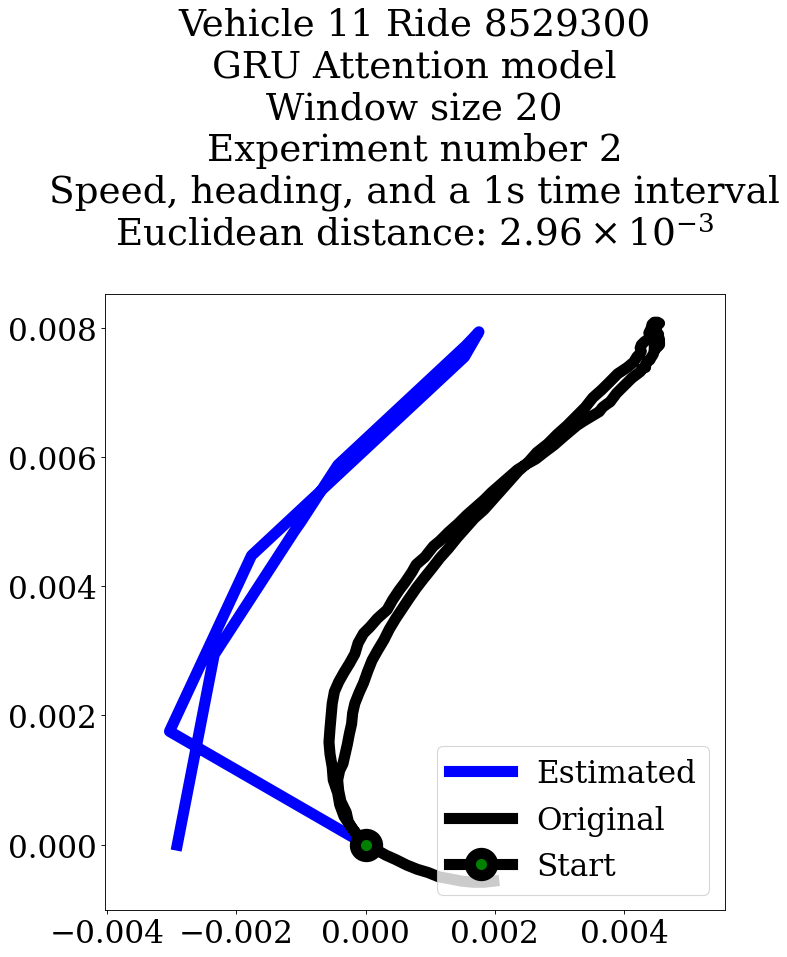 Vehicle 11 Ride 8529300
GRU Attention model
Window size 20
Experiment number 2
Speed, heading, and a 1s time interval
Euclidean distance: 2.96 × 10⁻³
0.008
0.006
0.004
0.002
0.000
Estimated
Original
Start
−0.004 −0.002 0.000 0.002 0.004